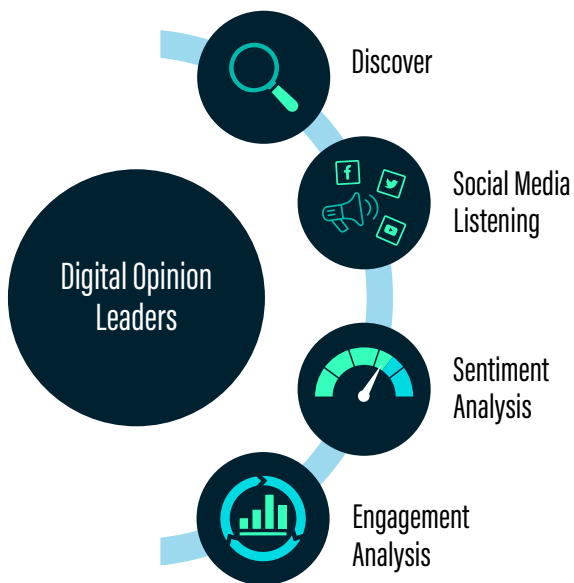 Discover
Social Media
Listening
Digital Opinion
Leaders
Sentiment
Analysis
Engagement
Analysis